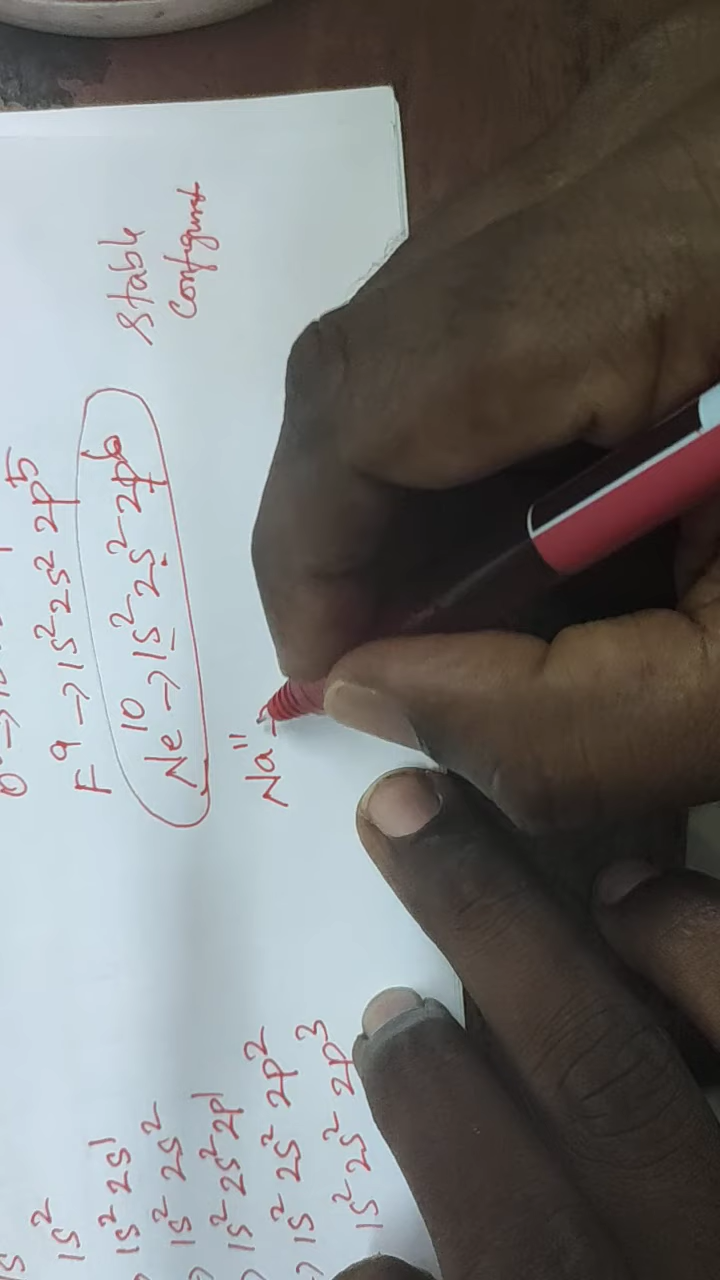 1s²
1s² 2s¹
1s² 2s²
1s² 2s² 2p¹
→ 1s² 2s² 2p²
1s² 2s² 2p³
F⁹ → 1s² 2s² 2p⁵
Ne¹⁰ → 1s² 2s² 2p⁶
Stable
Configurat
Na¹¹